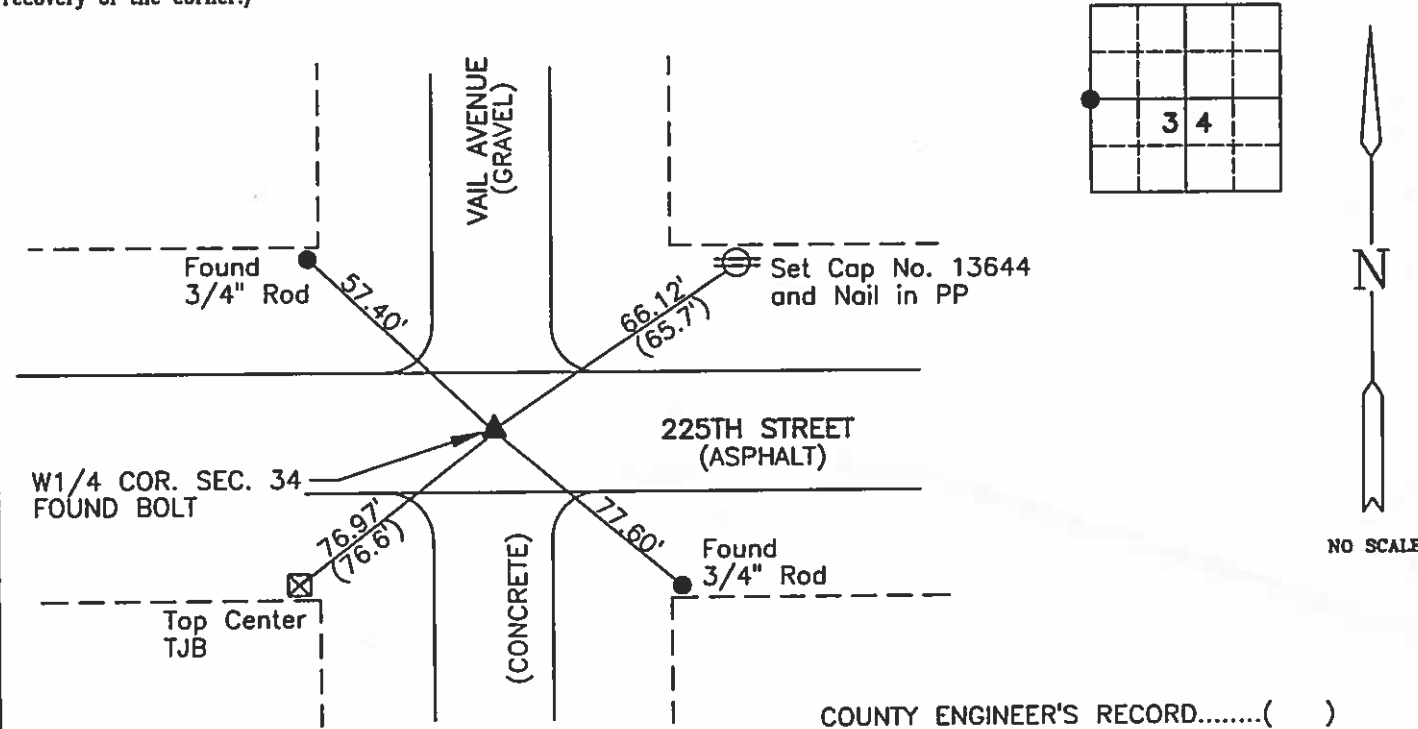 recovery of the corner.)
VAIL AVENUE
(GRAVEL)
3 4
Found
3/4" Rod
57.40'
66.12'
(65.7')
Set Cap No. 13644
and Nail in PP
N
225TH STREET
(ASPHALT)
W1/4 COR. SEC. 34
FOUND BOLT
76.97'
(76.6')
77.60'
Found
3/4" Rod
NO SCALE
Top Center
TJB
(CONCRETE)
COUNTY ENGINEER'S RECORD........( )